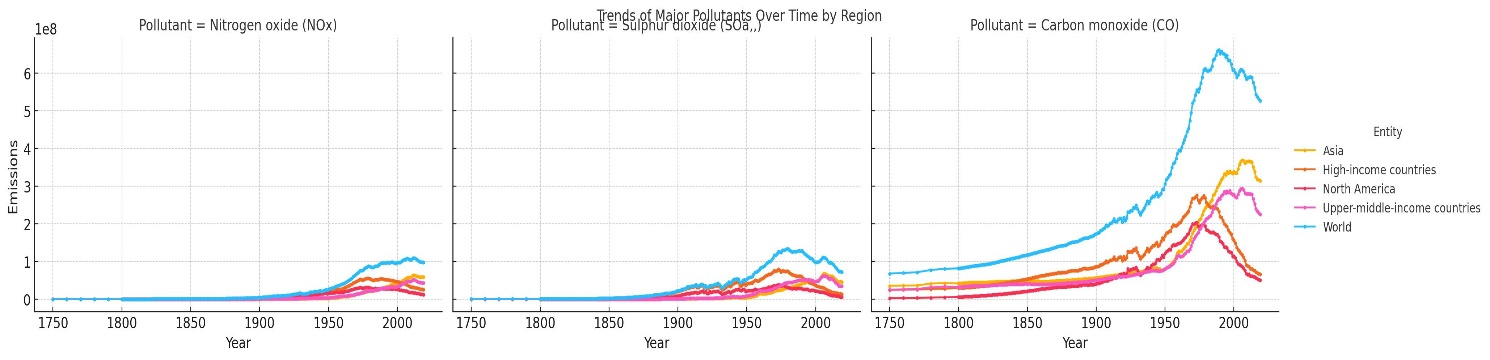 Trends of Major Pollutants Over Time by Region
Pollutant = Nitrogen oxide (NOx)
Pollutant = Sulphur dioxide (SOâ‚‚)
Pollutant = Carbon monoxide (CO)
1e8
6
5
4
3
2
1
0
Emissions
1750 1800 1850 1900 1950 2000
Year
1750 1800 1850 1900 1950 2000
Year
1750 1800 1850 1900 1950 2000
Year
Entity
Asia
High-income countries
North America
Upper-middle-income countries
World